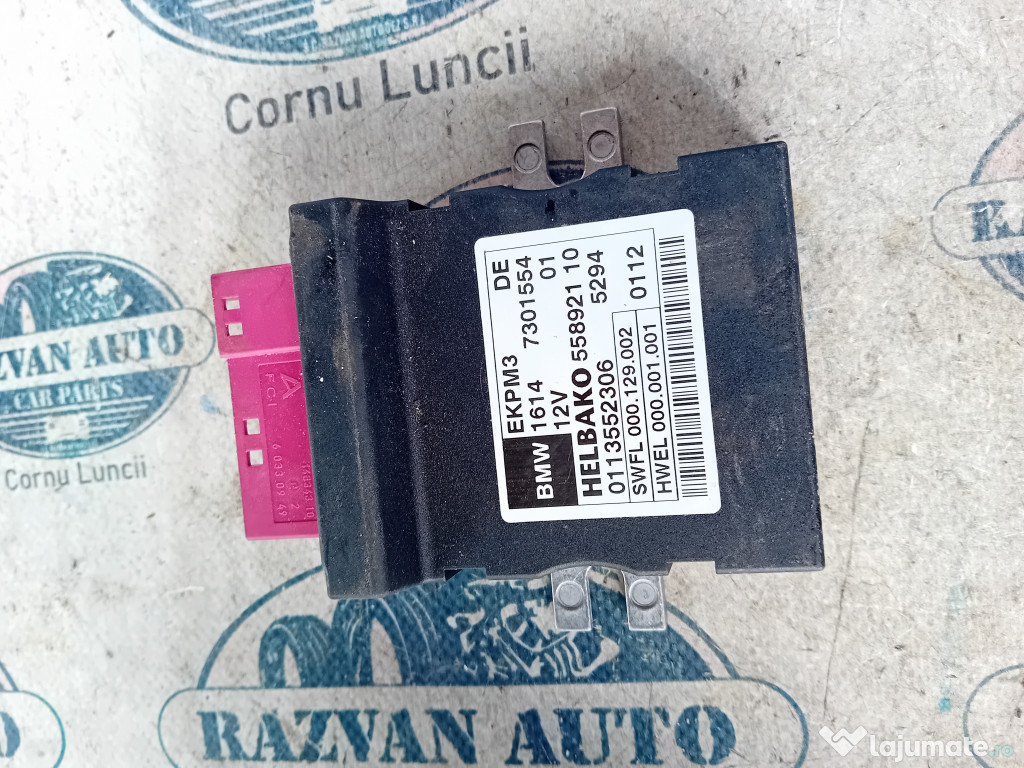 Cornu Luncii
RAZVAN AUTO
CAR PARTS
Cornu Luncii
EKPM3 DE
BMW 1614 7301554
12V 01
HELBAKO 558921 10
0113552306 5294
SWFL 000.129.002
HWEL 000.001.001
0112
F.C.I
RAZVAN AUTO
lajumate.ro